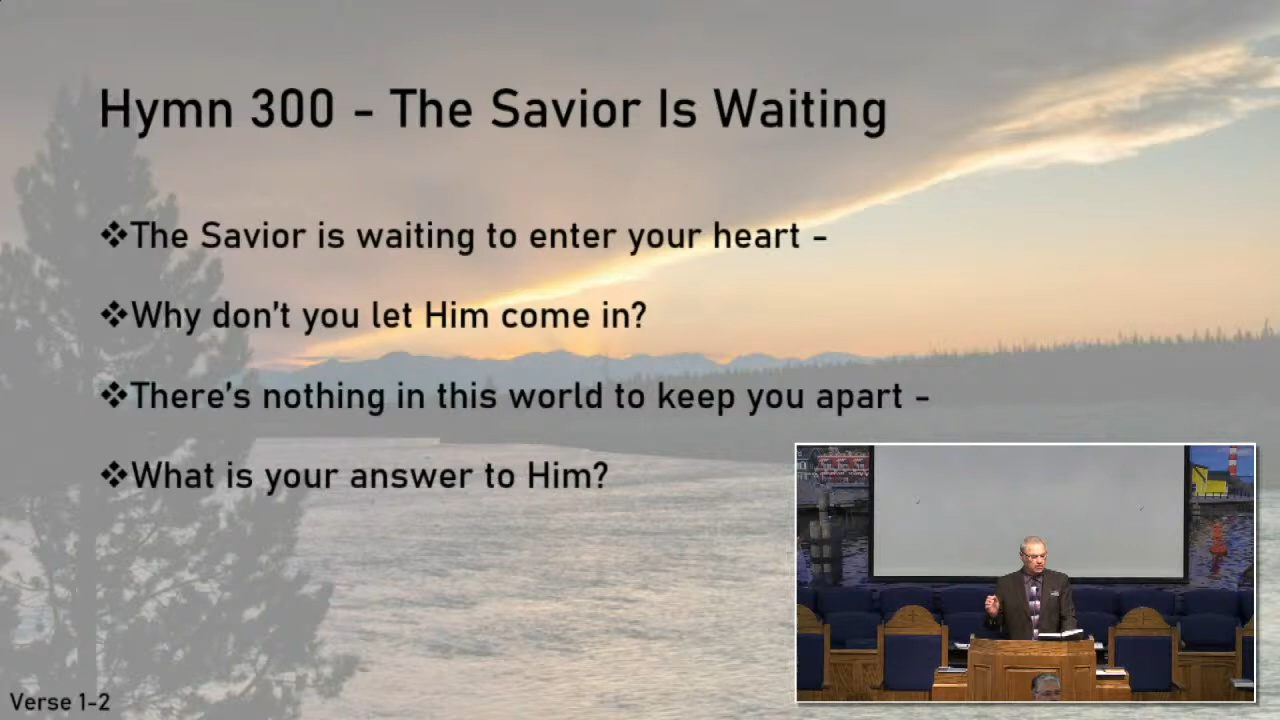 Hymn 300 - The Savior Is Waiting
❖The Savior is waiting to enter your heart -
❖Why don't you let Him come in?
❖There's nothing in this world to keep you apart -
❖What is your answer to Him?
Verse 1-2